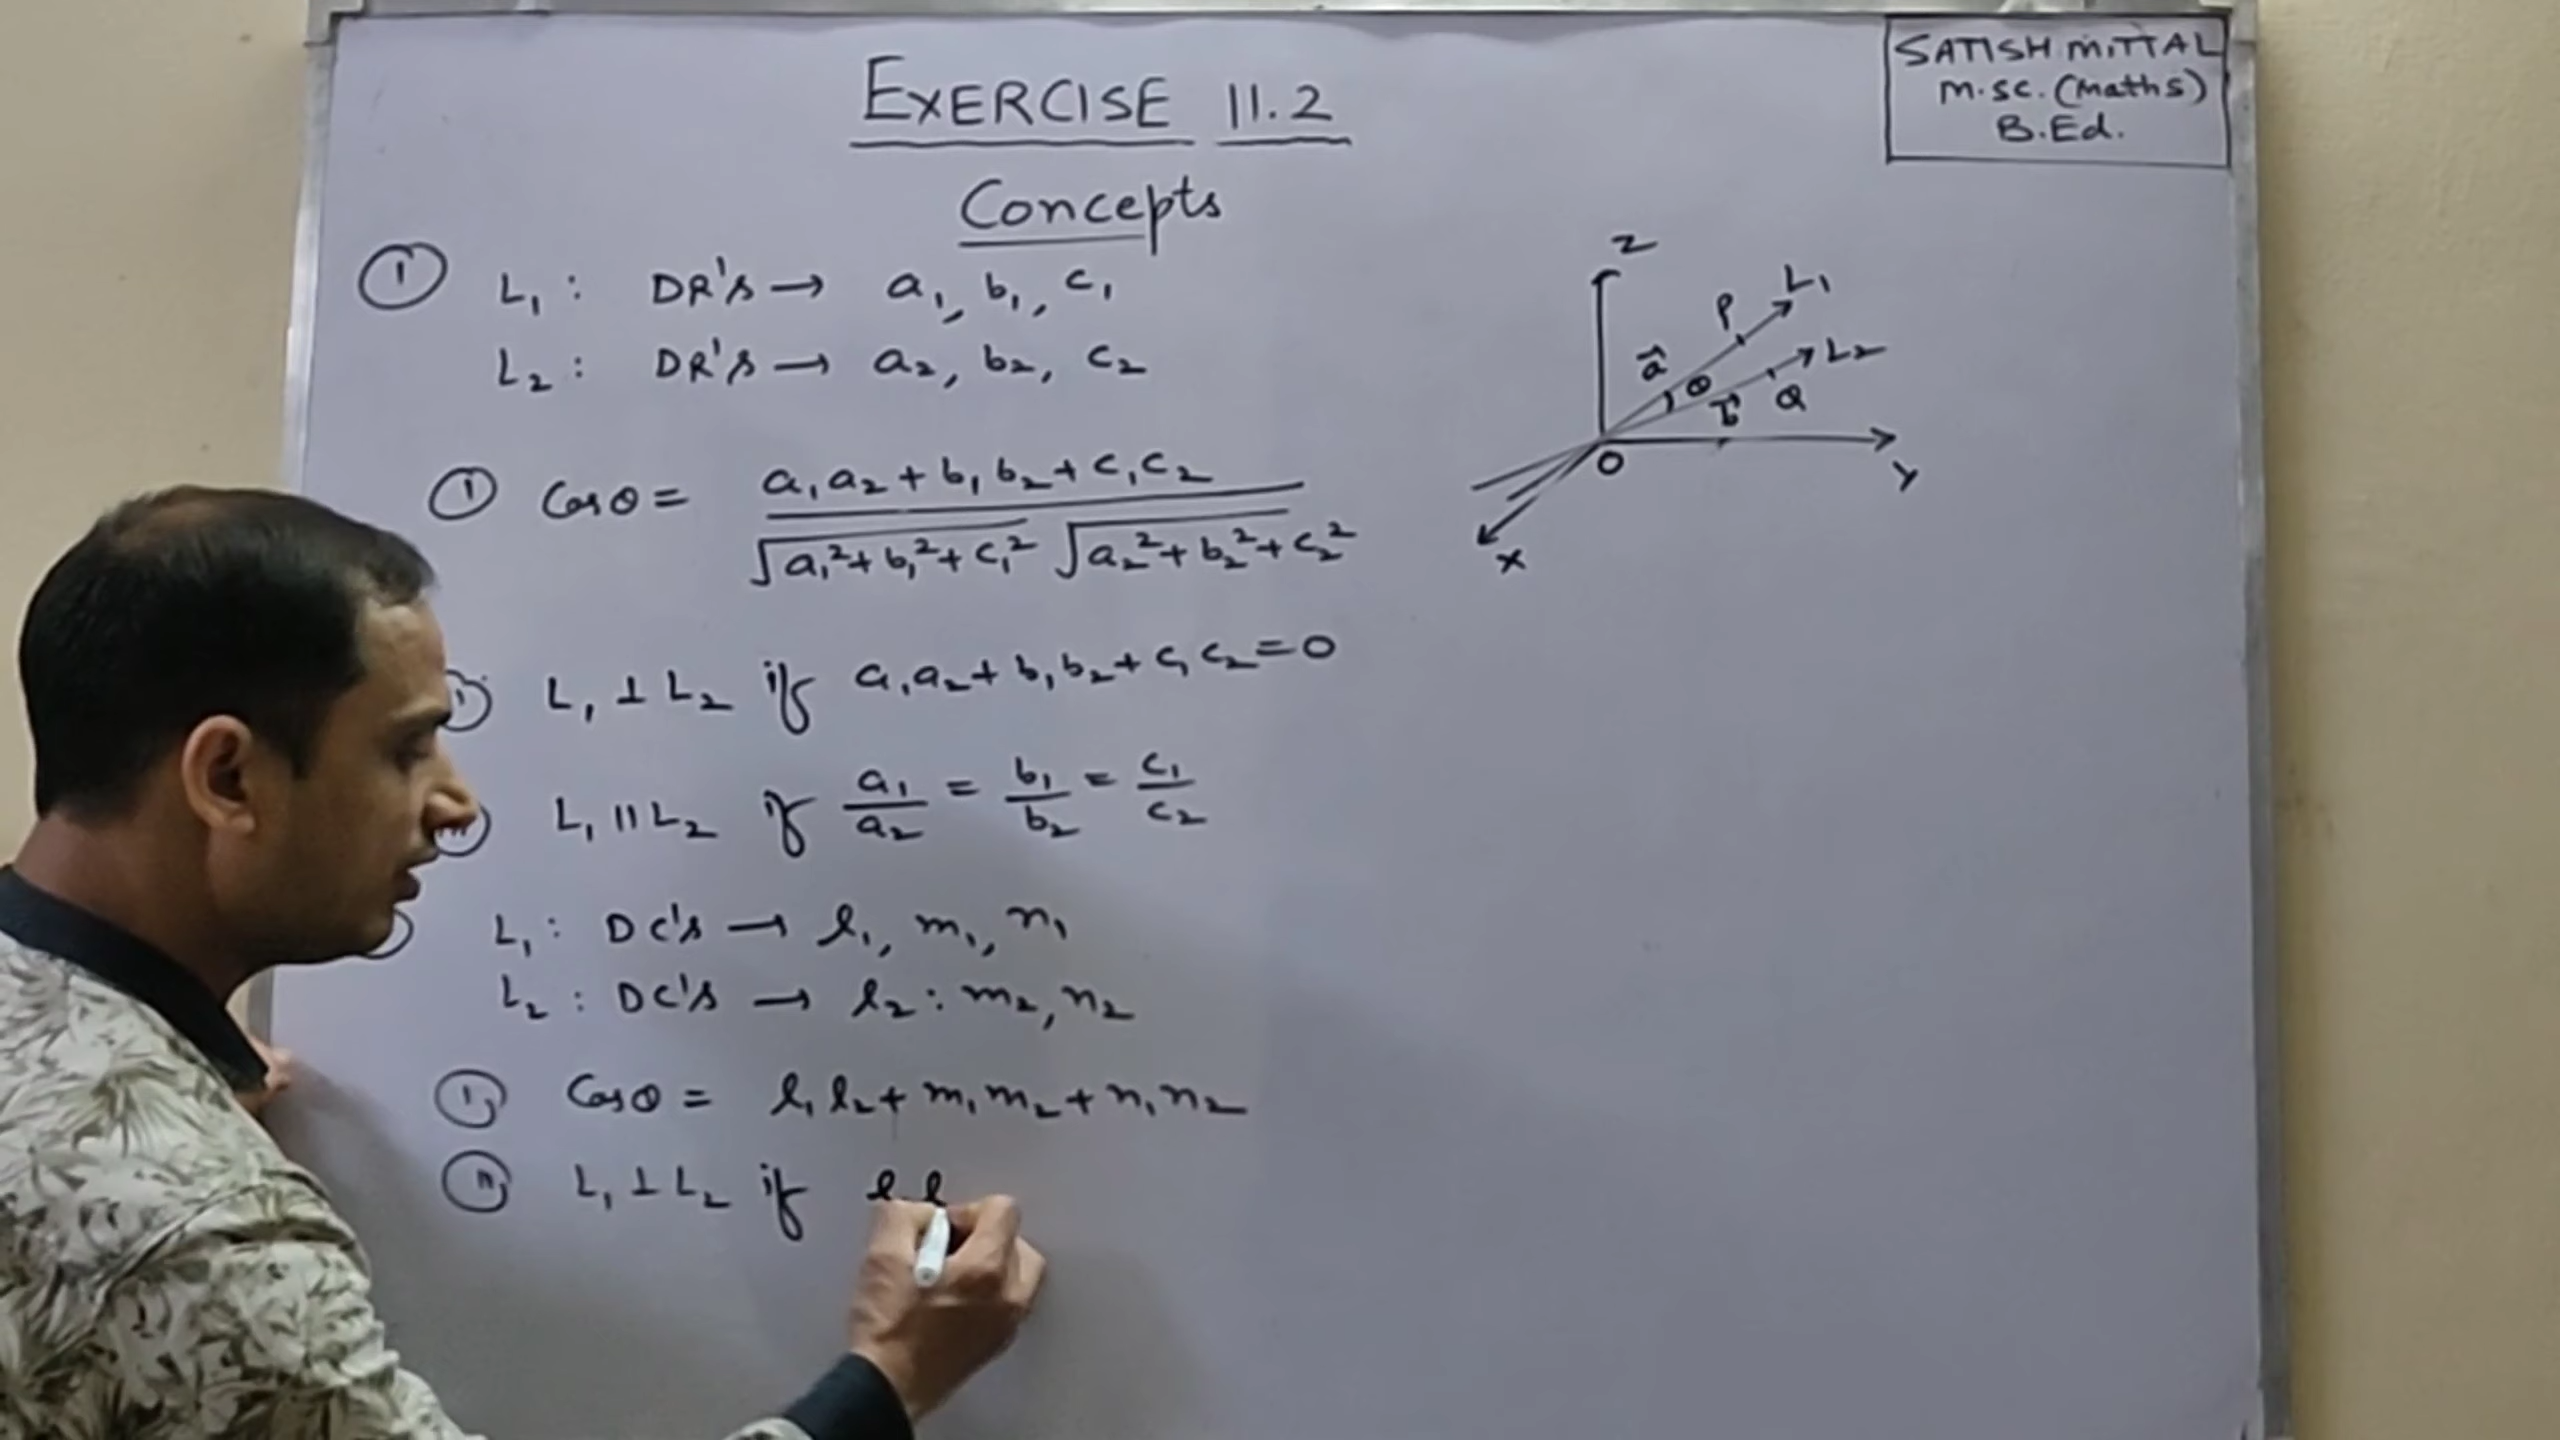 EXERCISE 11.2
SATISH MITTAL
M.SC. (Maths)
B.Ed.
Concepts
① L₁ : DR's → a₁, b₁, c₁
L₂ : DR's → a₂, b₂, c₂
① Cosθ = (a₁a₂ + b₁b₂ + c₁c₂) / (√(a₁² + b₁² + c₁²) √(a₂² + b₂² + c₂²))
L₁ ⊥ L₂ if a₁a₂ + b₁b₂ + c₁c₂ = 0
L₁ ∥ L₂ if a₁/a₂ = b₁/b₂ = c₁/c₂
L₁ : DC's → l₁, m₁, n₁
L₂ : DC's → l₂ : m₂, n₂
ⓘ Cosθ = l₁l₂ + m₁m₂ + n₁n₂
(ii) L₁ ⊥ L₂ if l₁l
Z
L₁
P
a⃗
θ
L₂
b⃗
Q
O
Y
X